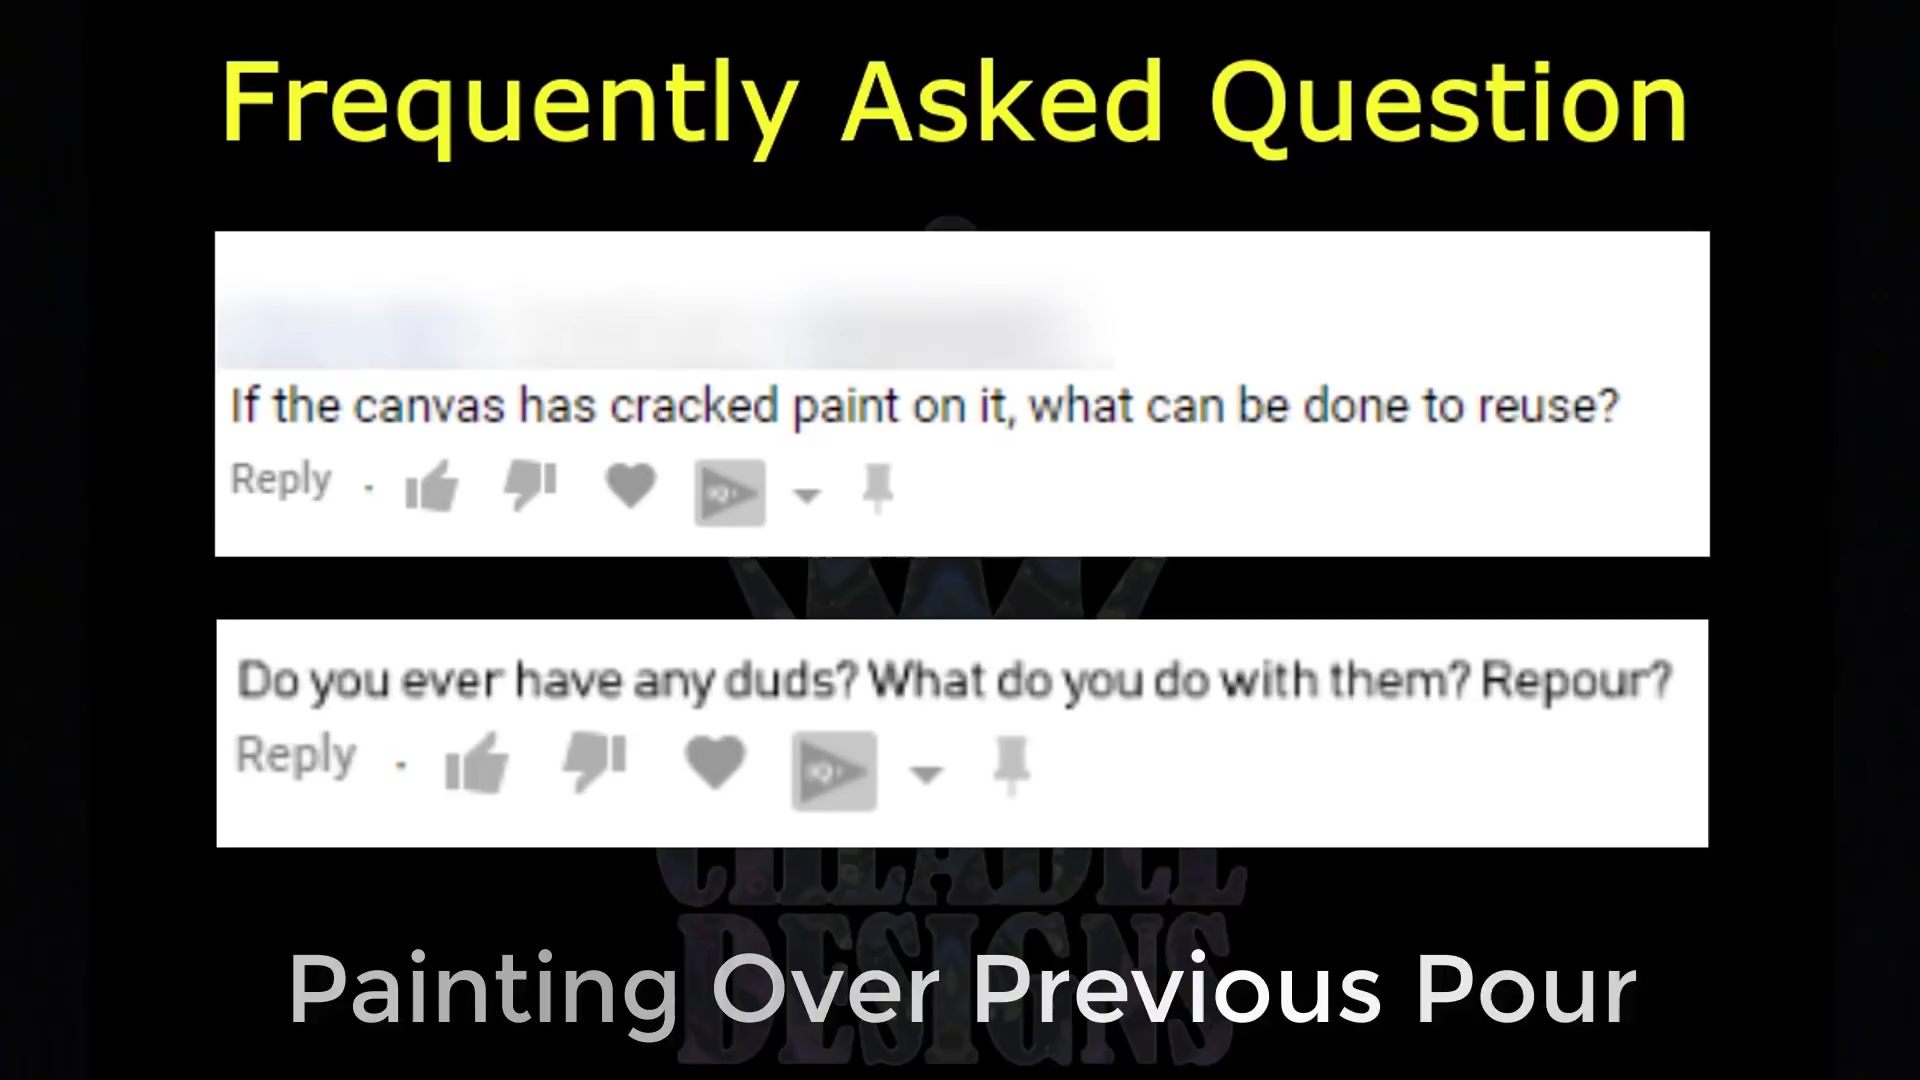 Frequently Asked Question
If the canvas has cracked paint on it, what can be done to reuse?
Reply
Do you ever have any duds? What do you do with them? Repour?
Reply
DESIGNS
Painting Over Previous Pour